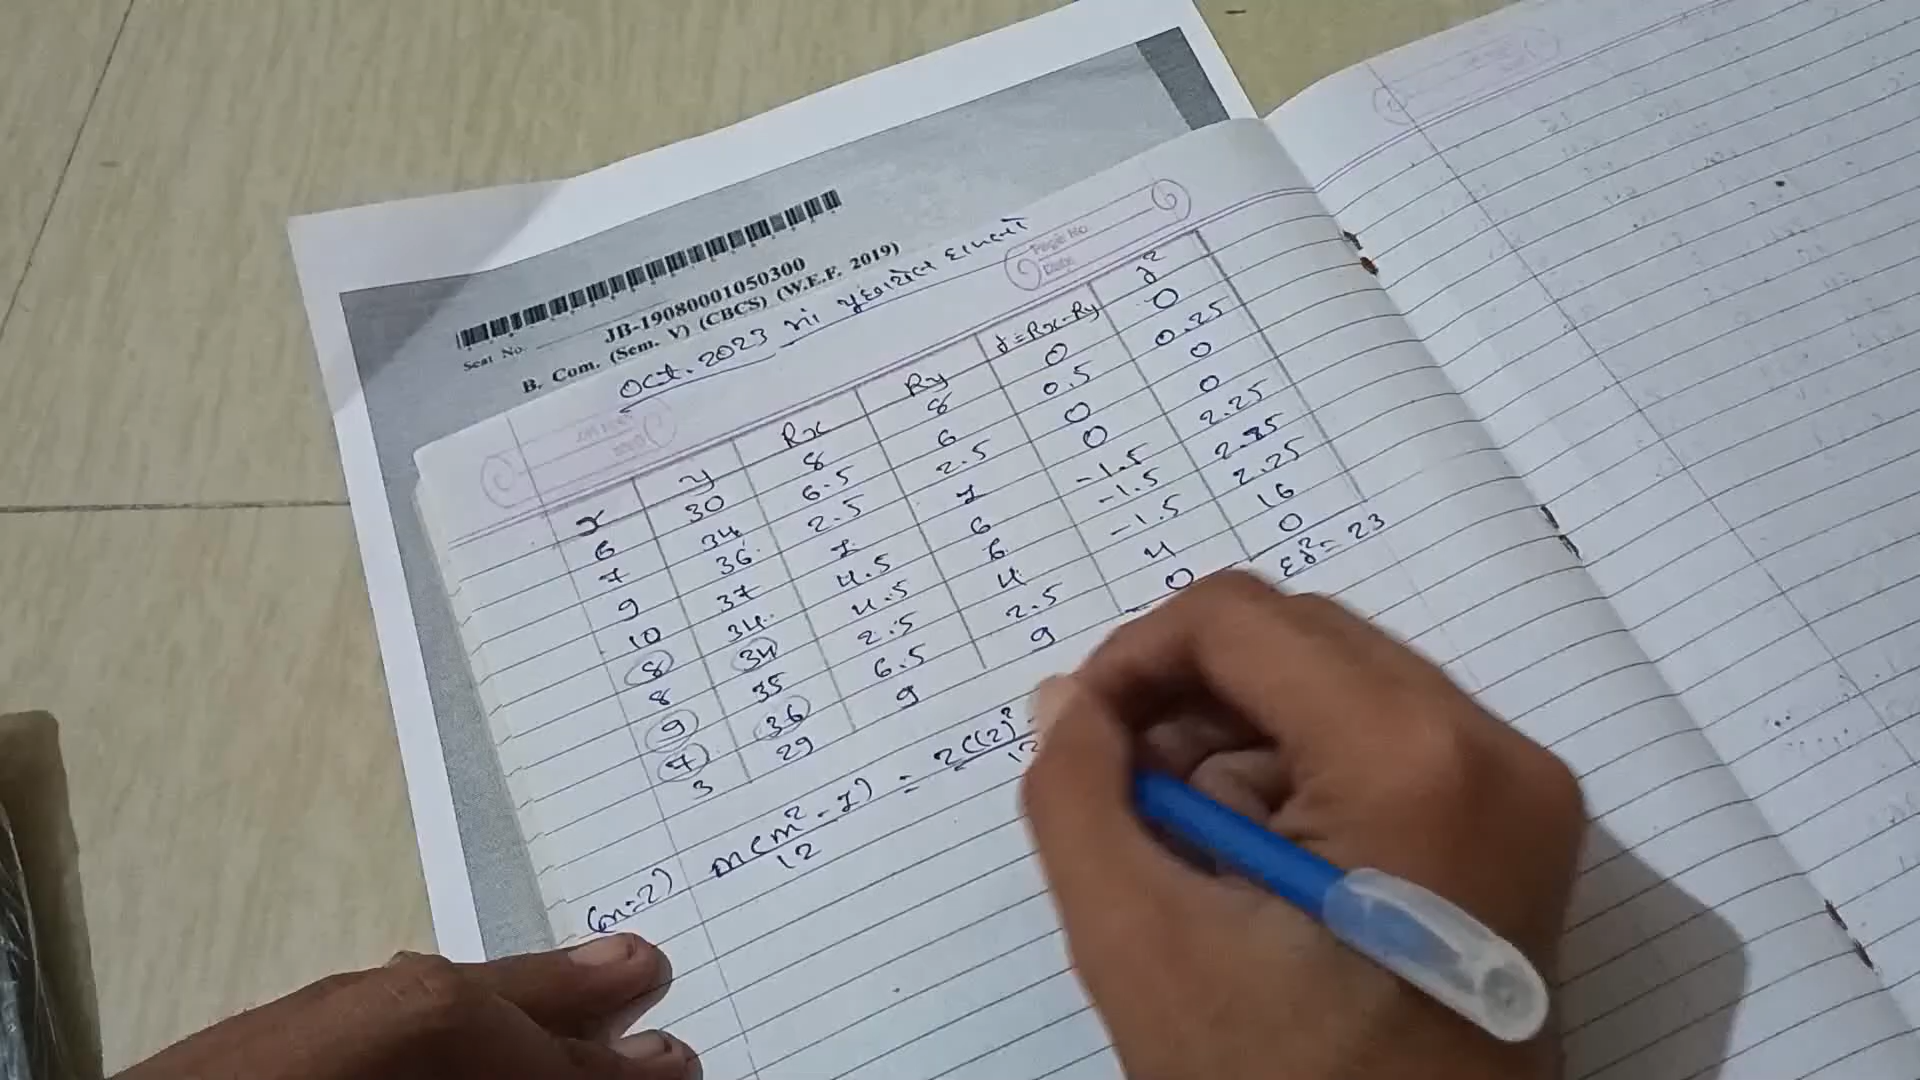 JB-19080001050300
Seat No.
B. Com. (Sem. V) (CBCS) (W.E.F. 2019)
Oct. 2023 માં પુછાયેલ દાખલો
Page No
Date
x y Rx Ry d=Rx-Ry d²
6 30 8 8 0 0
7 34 6.5 6 0.5 0.25
9 36 2.5 2.5 0 0
10 37 1 1 0 0
8 34 4.5 6 -1.5 2.25
8 34 4.5 6 -1.5 2.25
9 35 2.5 4 -1.5 2.25
7 36 6.5 2.5 4 16
3 29 9 9 0 0
Σd²= 23
(m=2) m(m²-1) = 2((2)²
12 12